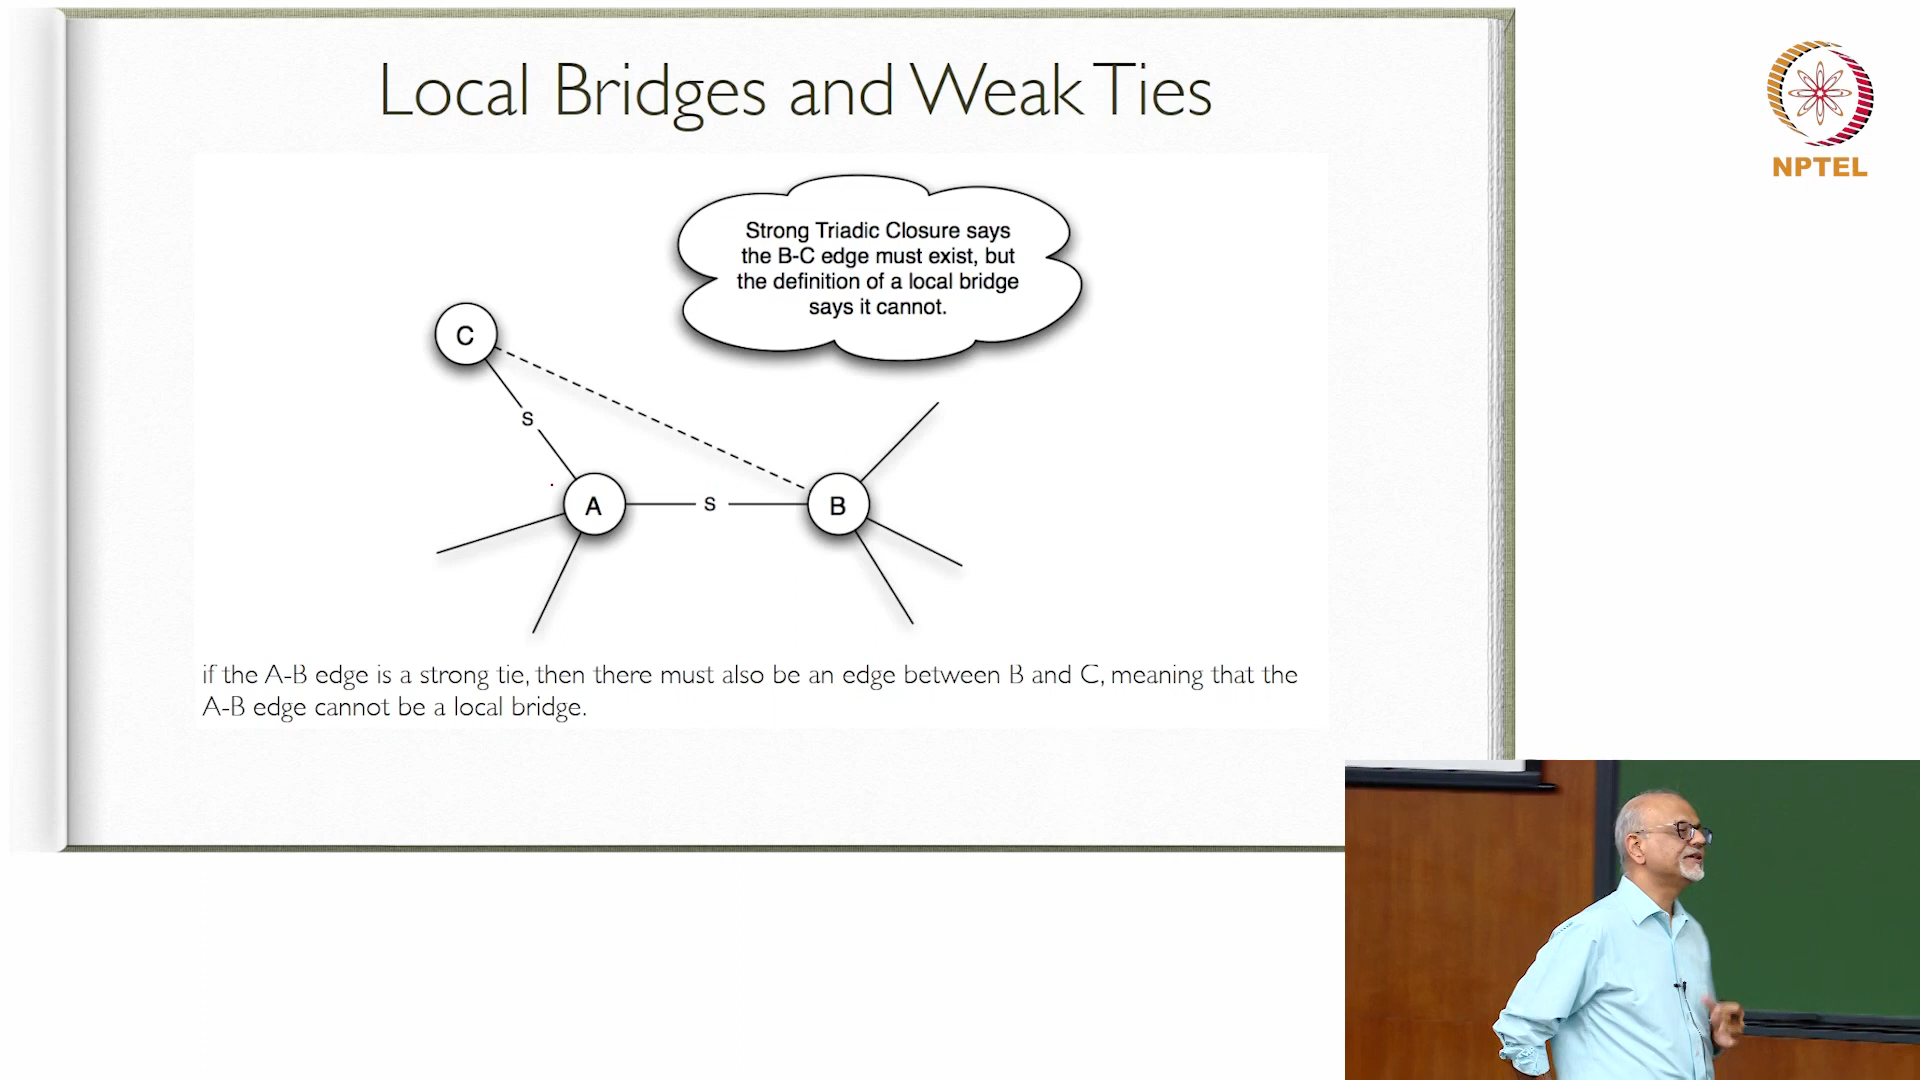 Local Bridges and Weak Ties
NPTEL
Strong Triadic Closure says
the B-C edge must exist, but
the definition of a local bridge
says it cannot.
C
S
A
S
B
if the A-B edge is a strong tie, then there must also be an edge between B and C, meaning that the
A-B edge cannot be a local bridge.